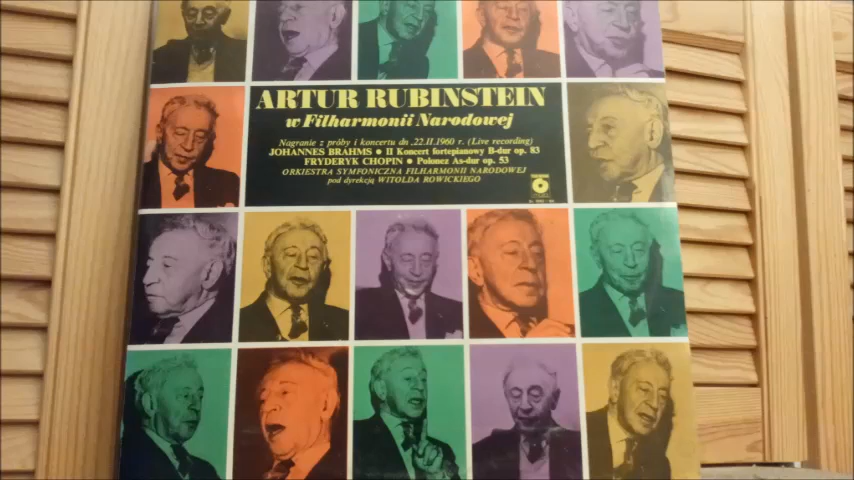 ARTUR RUBINSTEIN
w Filharmonii Narodowej
Nagranie z próby i koncertu dn. 22.II.1960 r. (Live recording)
JOHANNES BRAHMS • II Koncert fortepianowy B-dur op. 83
FRYDERYK CHOPIN • Polonez As-dur op. 53
ORKIESTRA SYMFONICZNA FILHARMONII NARODOWEJ
pod dyrekcją WITOLDA ROWICKIEGO